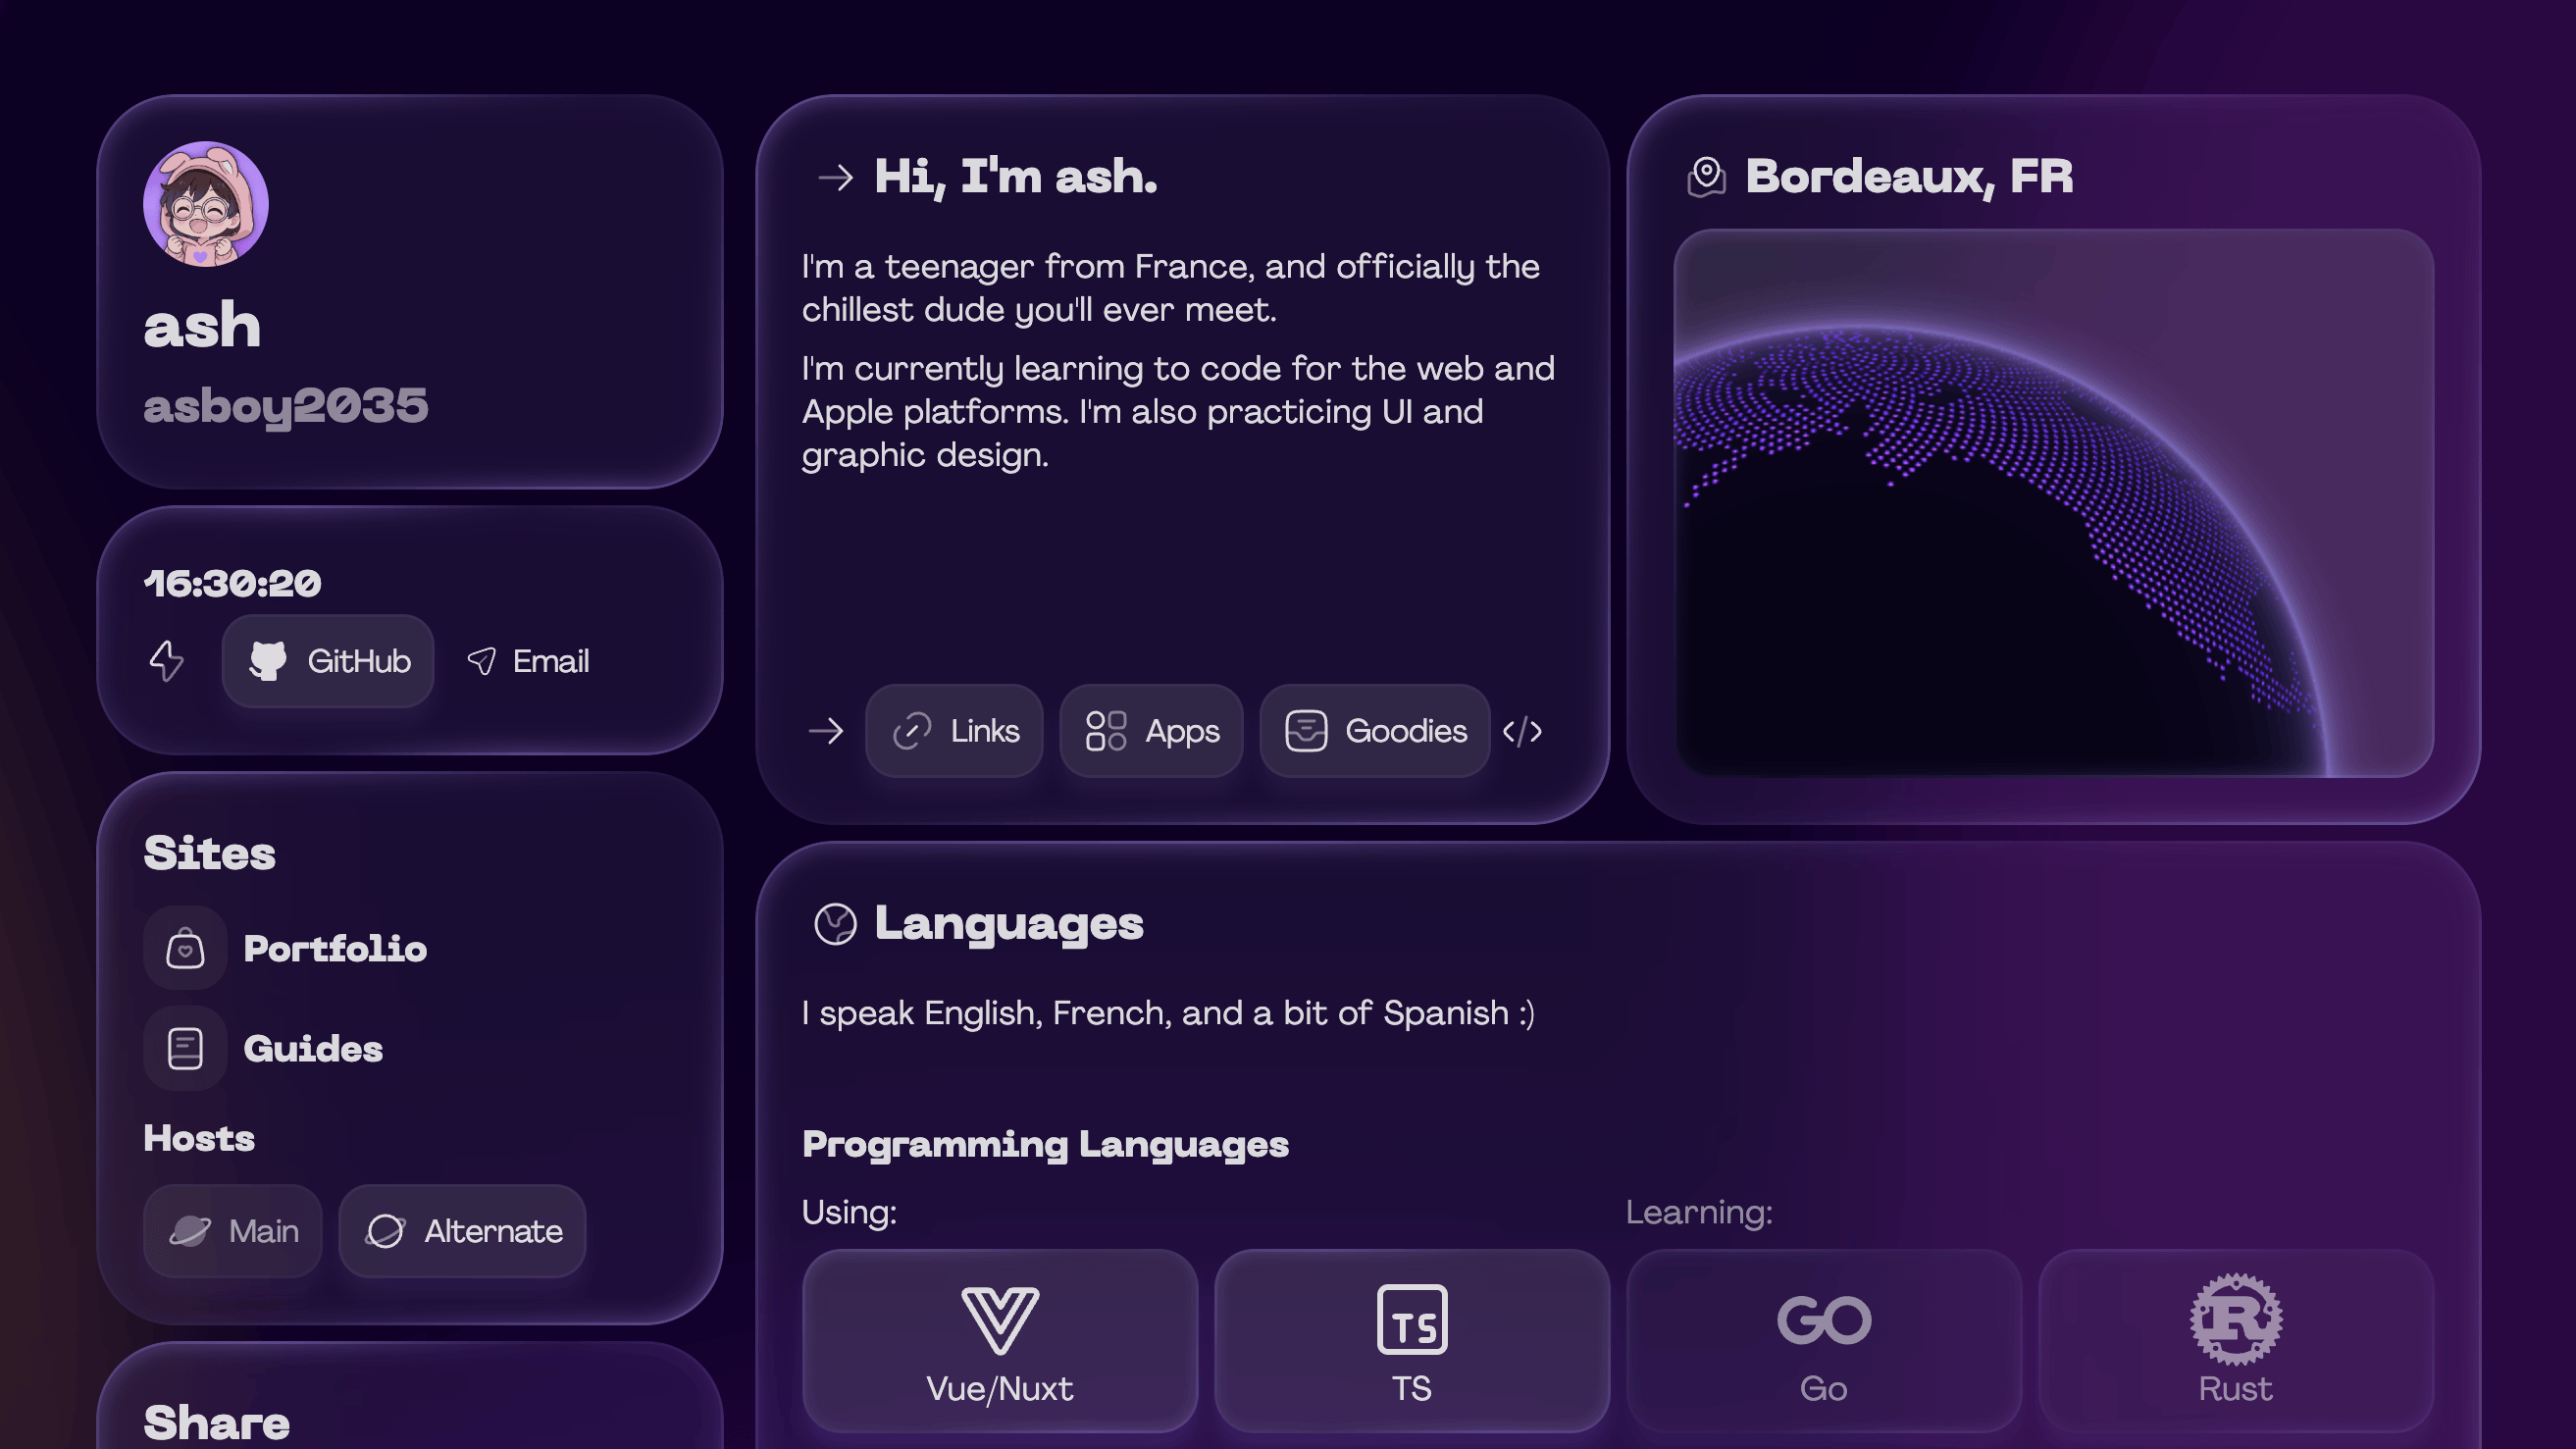 ash
asboy2035
16:30:20
GitHub
Email
Sites
Portfolio
Guides
Hosts
Main
Alternate
Share
Hi, I'm ash.
I'm a teenager from France, and officially the
chillest dude you'll ever meet.
I'm currently learning to code for the web and
Apple platforms. I'm also practicing UI and
graphic design.
Links
Apps
Goodies
Bordeaux, FR
Languages
I speak English, French, and a bit of Spanish :)
Programming Languages
Using:
Learning:
TS
GO
R
Vue/Nuxt
TS
Go
Rust